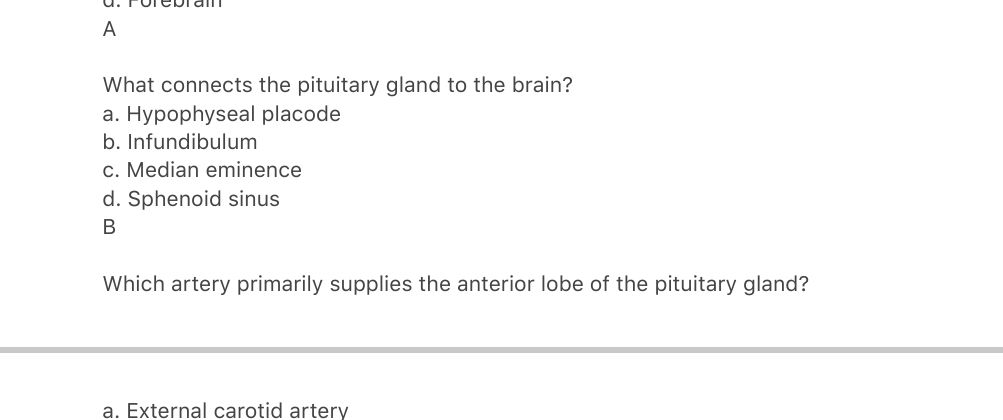 d. Forebrain
A
What connects the pituitary gland to the brain?
a. Hypophyseal placode
b. Infundibulum
c. Median eminence
d. Sphenoid sinus
B
Which artery primarily supplies the anterior lobe of the pituitary gland?
a. External carotid artery